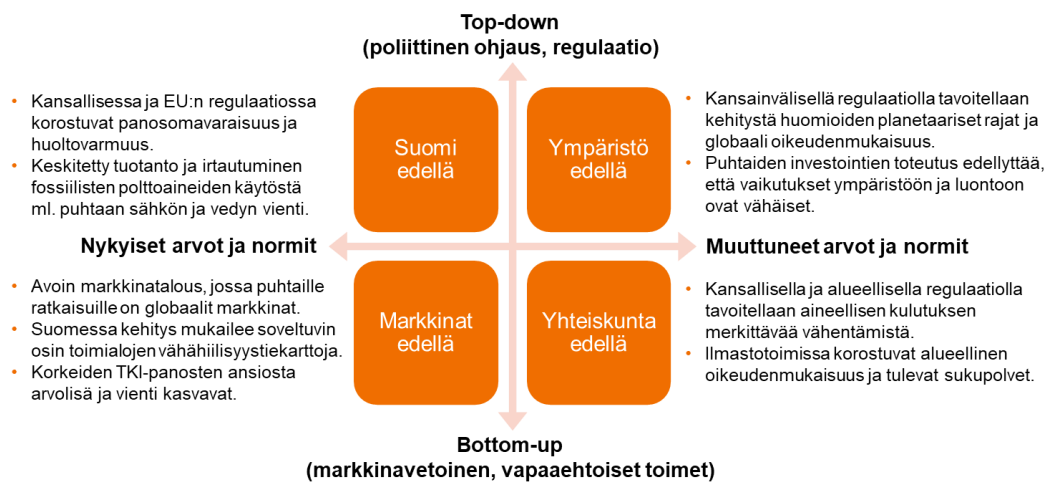 Top-down
(poliittinen ohjaus, regulaatio)
• Kansallisessa ja EU:n regulaatiossa
korostuvat panosomavaraisuus ja
huoltovarmuus.
• Keskitetty tuotanto ja irtautuminen
fossiilisten polttoaineiden käytöstä
ml. puhtaan sähkön ja vedyn vienti.
Suomi
edellä
Ympäristö
edellä
• Kansainvälisellä regulaatiolla tavoitellaan
kehitystä huomioiden planetaariset rajat ja
globaali oikeudenmukaisuus.
• Puhtaiden investointien toteutus edellyttää,
että vaikutukset ympäristöön ja luontoon
ovat vähäiset.
Nykyiset arvot ja normit
Muuttuneet arvot ja normit
• Avoin markkinatalous, jossa puhtaille
ratkaisuille on globaalit markkinat.
• Suomessa kehitys mukailee soveltuvin
osin toimialojen vähähiilisyystiekarttoja.
• Korkeiden TKI-panosten ansiosta
arvolisä ja vienti kasvavat.
Markkinat
edellä
Yhteiskunta
edellä
• Kansallisella ja alueellisella regulaatiolla
tavoitellaan aineellisen kulutuksen
merkittävää vähentämistä.
• Ilmastotoimissa korostuvat alueellinen
oikeudenmukaisuus ja tulevat sukupolvet.
Bottom-up
(markkinavetoinen, vapaaehtoiset toimet)